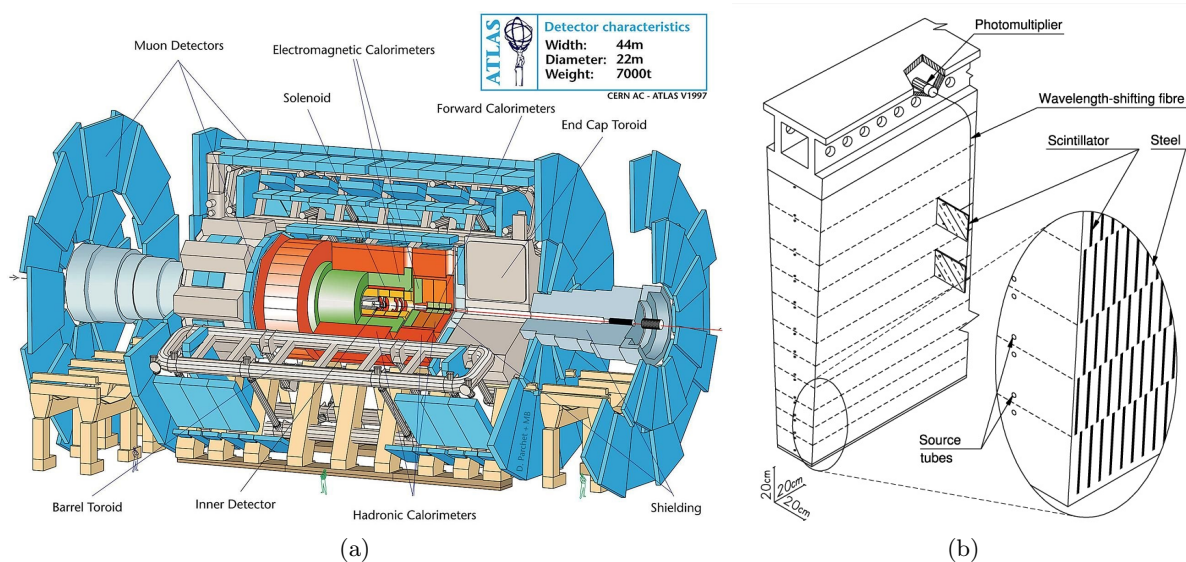 ATLAS
Detector characteristics
Width: 44m
Diameter: 22m
Weight: 7000t
CERN AC - ATLAS V1997
Muon Detectors
Electromagnetic Calorimeters
Solenoid
Forward Calorimeters
End Cap Toroid
Barrel Toroid
Inner Detector
Hadronic Calorimeters
Shielding
D. Parchet + MB
(a)
Photomultiplier
Wavelength-shifting fibre
Scintillator
Steel
Source
tubes
20cm
20cm
20cm
(b)